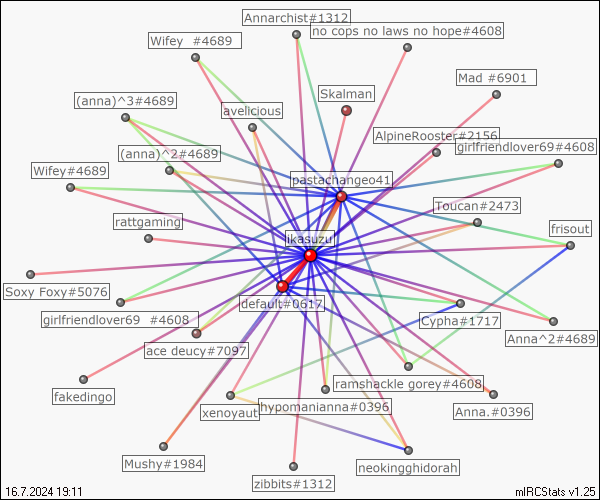 Annarchist#1312
no cops no laws no hope#4608
Wifey  #4689
Mad #6901
Skalman
(anna)^3#4689
avelicious
AlpineRooster#2156
girlfriendlover69#4608
(anna)^2#4689
pastachangeo41
Wifey#4689
Toucan#2473
rattgaming
frisout
ikasuzu
Soxy Foxy#5076
default#0617
girlfriendlover69  #4608
Cypha#1717
Anna^2#4689
ace deucy#7097
ramshackle gorey#4608
fakedingo
hypomanianna#0396
xenoyaut
Anna.#0396
Mushy#1984
neokingghidorah
zibbits#1312
16.7.2024 19:11
mIRCStats v1.25